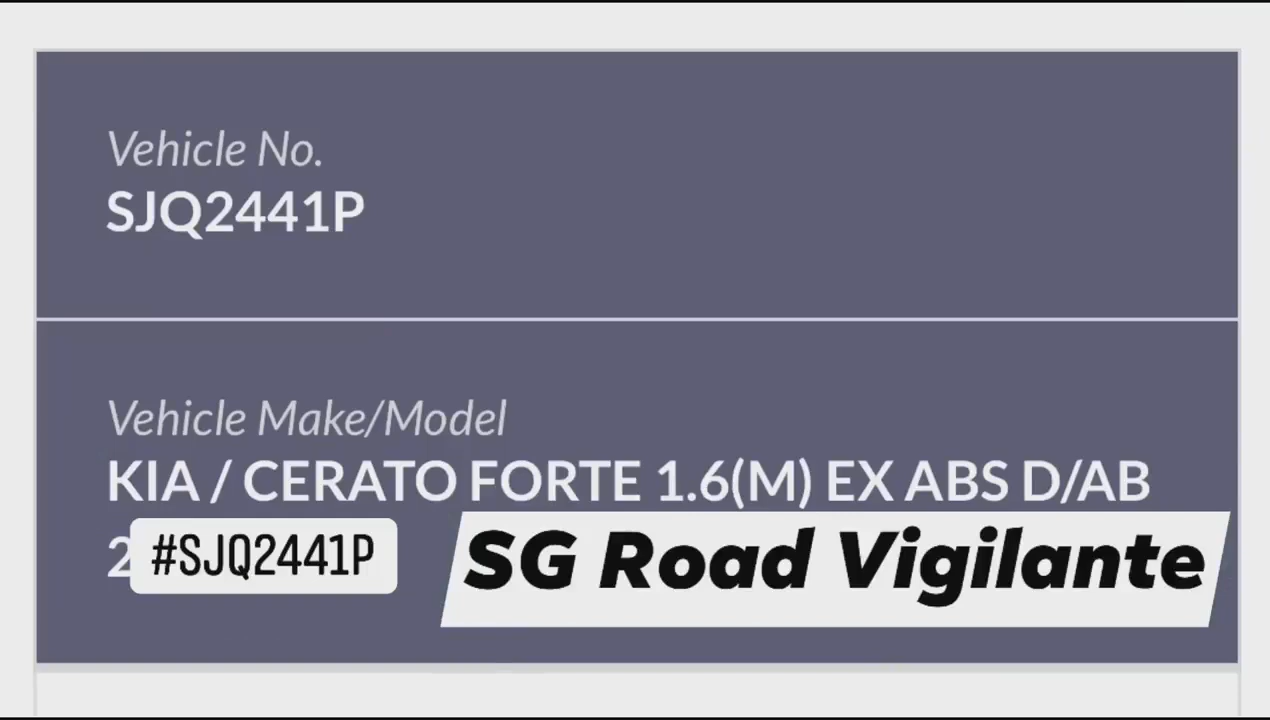 Vehicle No.
SJQ2441P
Vehicle Make/Model
KIA / CERATO FORTE 1.6(M) EX ABS D/AB
#SJQ2441P
SG Road Vigilante